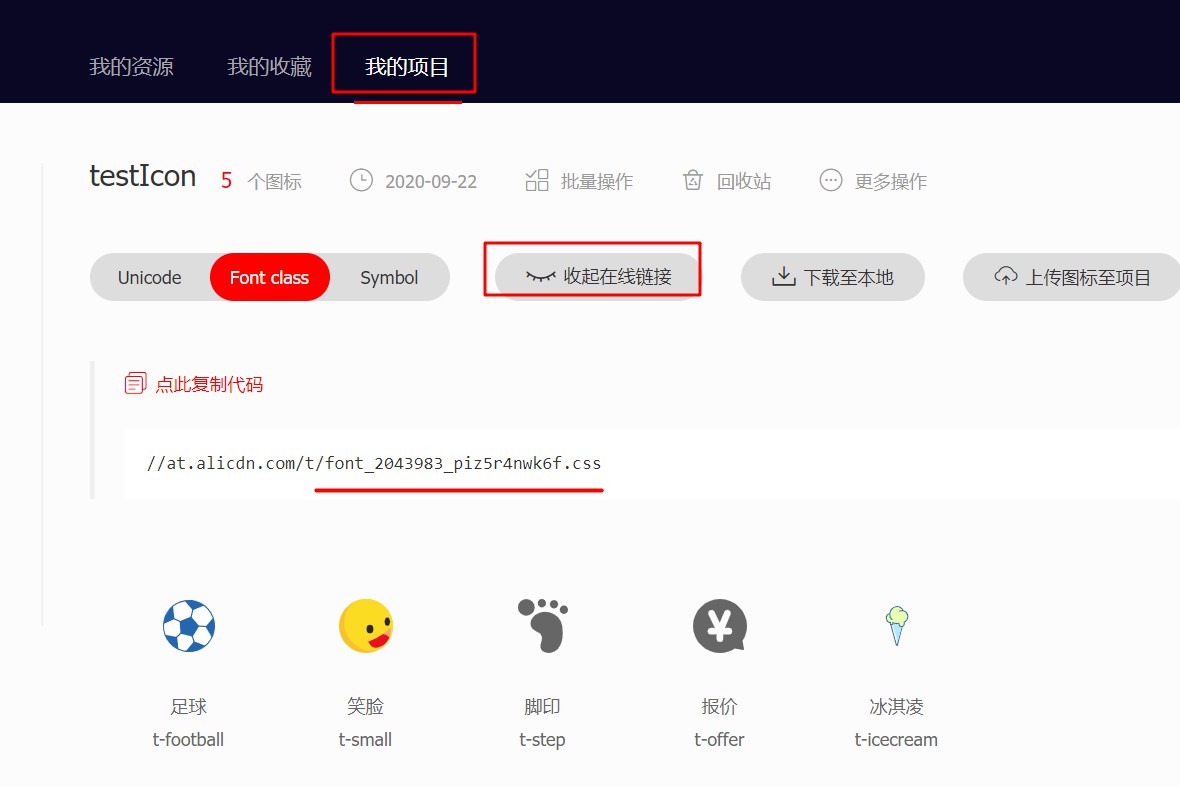 我的资源 我的收藏 我的项目
testIcon 5 个图标 2020-09-22 批量操作 回收站 更多操作
Unicode Font class Symbol 收起在线链接 下载至本地 上传图标至项目
点此复制代码
//at.alicdn.com/t/font_2043983_piz5r4nwk6f.css
足球 笑脸 脚印 报价 冰淇凌
t-football t-small t-step t-offer t-icecream